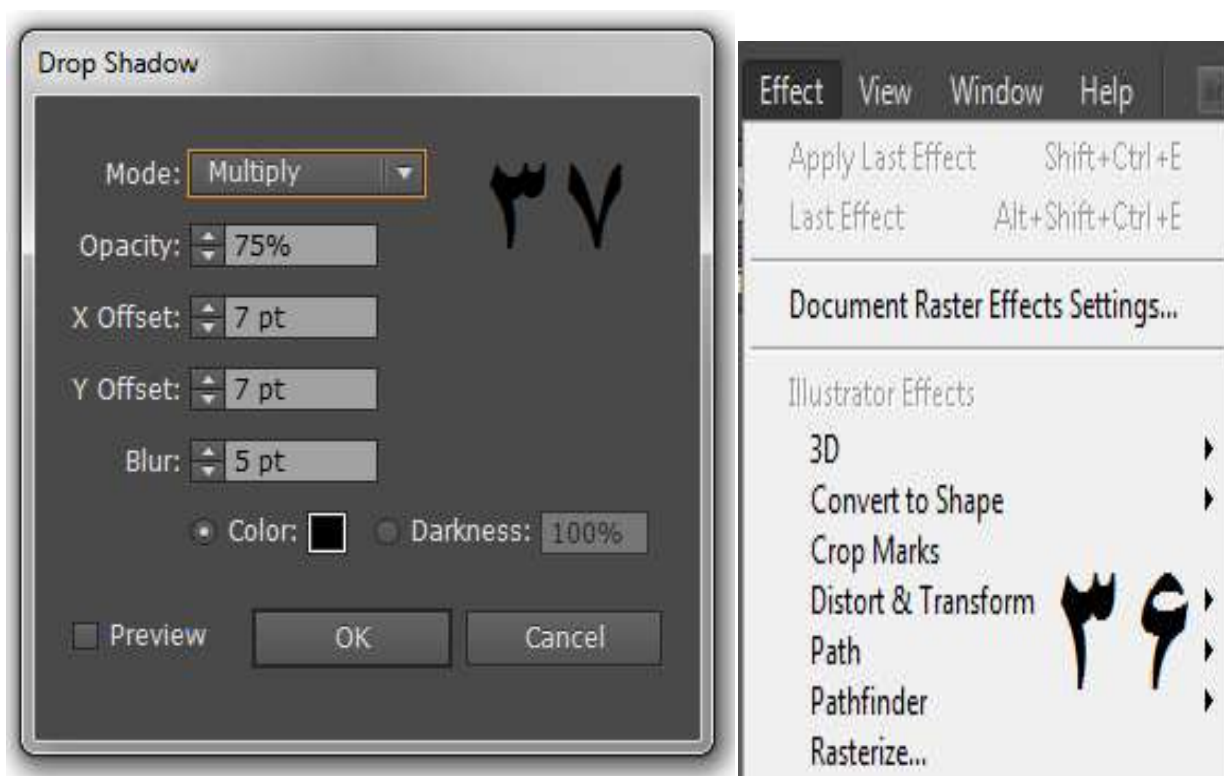 Drop Shadow
Mode: Multiply
۳۷
Opacity: 75%
X Offset: 7 pt
Y Offset: 7 pt
Blur: 5 pt
Color: Darkness: 100%
Preview OK Cancel
Effect View Window Help
Apply Last Effect Shift+Ctrl+E
Last Effect Alt+Shift+Ctrl+E
Document Raster Effects Settings...
Illustrator Effects
3D
Convert to Shape
Crop Marks
Distort & Transform
۳۶
Path
Pathfinder
Rasterize...